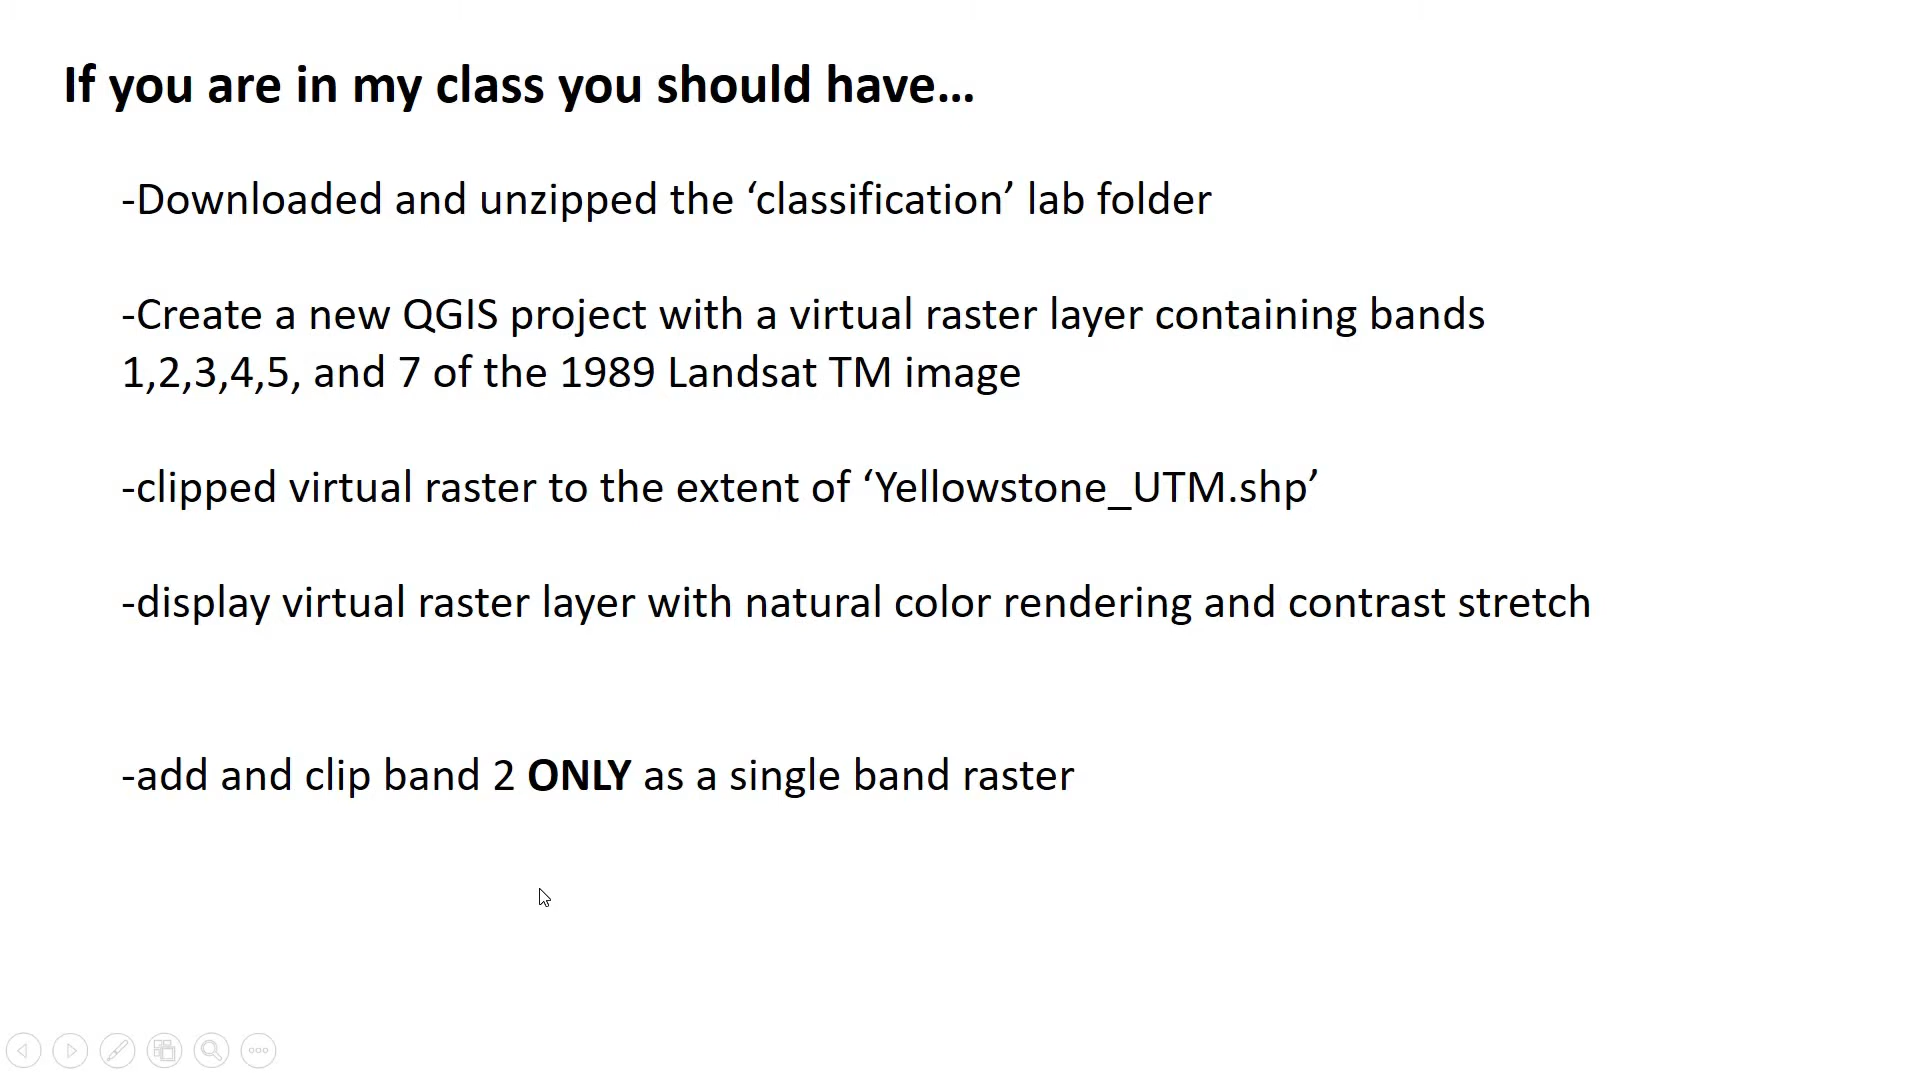 If you are in my class you should have...
-Downloaded and unzipped the ‘classification’ lab folder
-Create a new QGIS project with a virtual raster layer containing bands
1,2,3,4,5, and 7 of the 1989 Landsat TM image
-clipped virtual raster to the extent of ‘Yellowstone_UTM.shp’
-display virtual raster layer with natural color rendering and contrast stretch
-add and clip band 2 ONLY as a single band raster